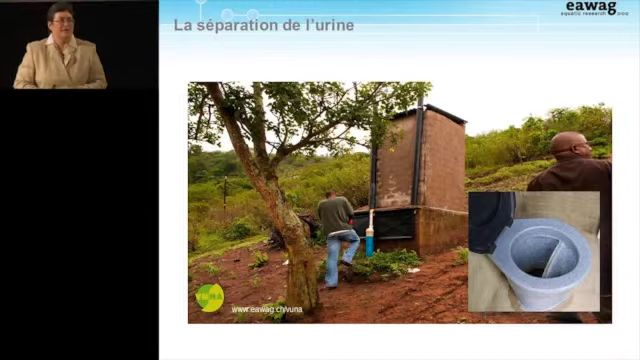 eawag
aquatic research
La séparation de l'urine
VUNA
www.eawag.ch/vuna